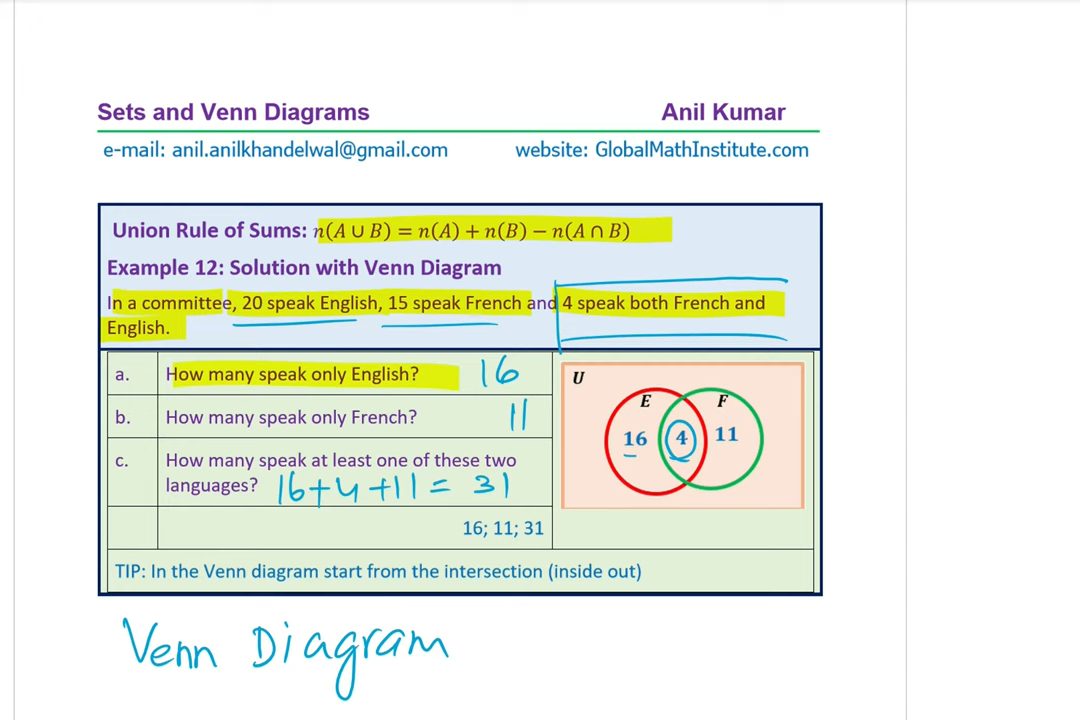 Sets and Venn Diagrams Anil Kumar
e-mail: anil.anilkhandelwal@gmail.com website: GlobalMathInstitute.com
Union Rule of Sums: n(A ∪ B) = n(A) + n(B) − n(A ∩ B)
Example 12: Solution with Venn Diagram
In a committee, 20 speak English, 15 speak French and 4 speak both French and
English.
a. How many speak only English? 16
b. How many speak only French? 11
c. How many speak at least one of these two
languages? 16+4+11 = 31
16; 11; 31
U
E F
16 4 11
TIP: In the Venn diagram start from the intersection (inside out)
Venn Diagram